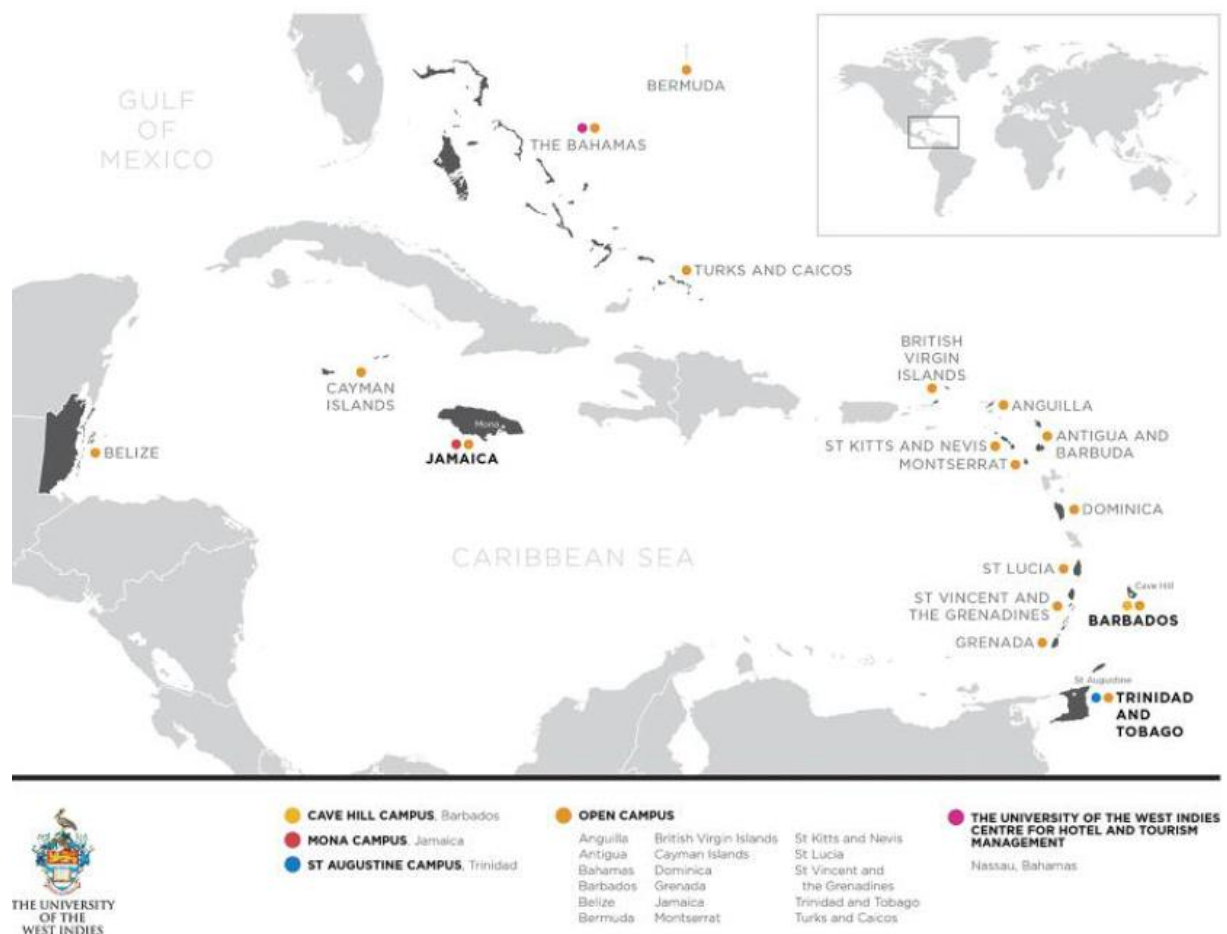 GULF
OF
MEXICO
BERMUDA
THE BAHAMAS
TURKS AND CAICOS
BRITISH
VIRGIN
ISLANDS
CAYMAN
ISLANDS
ANGUILLA
Mona
ANTIGUA AND
BARBUDA
ST KITTS AND NEVIS
MONTSERRAT
BELIZE
JAMAICA
DOMINICA
CARIBBEAN SEA
ST LUCIA
Cave Hill
ST VINCENT AND
THE GRENADINES
BARBADOS
GRENADA
St Augustine
TRINIDAD
AND
TOBAGO
THE UNIVERSITY
OF THE
WEST INDIES
CAVE HILL CAMPUS, Barbados
MONA CAMPUS, Jamaica
ST AUGUSTINE CAMPUS, Trinidad
OPEN CAMPUS
Anguilla
Antigua
Bahamas
Barbados
Belize
Bermuda
British Virgin Islands
Cayman Islands
Dominica
Grenada
Jamaica
Montserrat
St Kitts and Nevis
St Lucia
St Vincent and
the Grenadines
Trinidad and Tobago
Turks and Caicos
THE UNIVERSITY OF THE WEST INDIES
CENTRE FOR HOTEL AND TOURISM
MANAGEMENT
Nassau, Bahamas